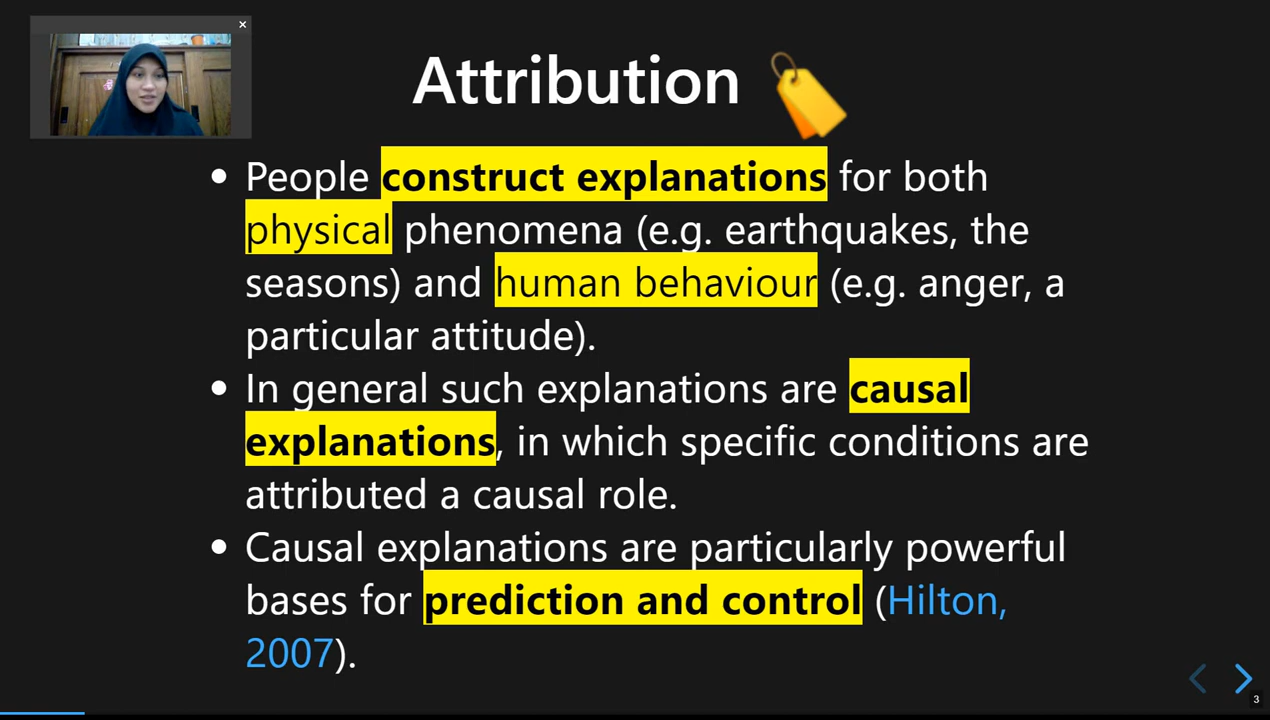 Attribution
People construct explanations for both
physical phenomena (e.g. earthquakes, the
seasons) and human behaviour (e.g. anger, a
particular attitude).
In general such explanations are causal
explanations, in which specific conditions are
attributed a causal role.
Causal explanations are particularly powerful
bases for prediction and control (Hilton,
2007).
3